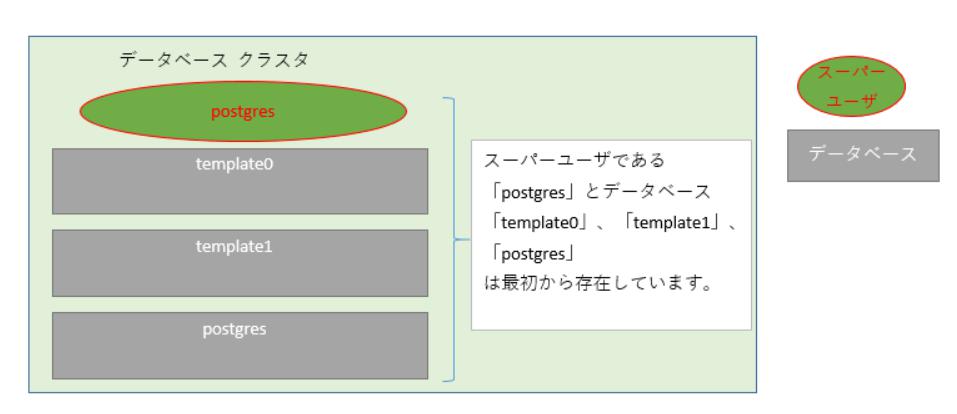 データベース クラスタ
postgres
template0
template1
postgres
スーパーユーザである
「postgres」とデータベース
「template0」、「template1」、
「postgres」
は最初から存在しています。
スーパー
ユーザ
データベース